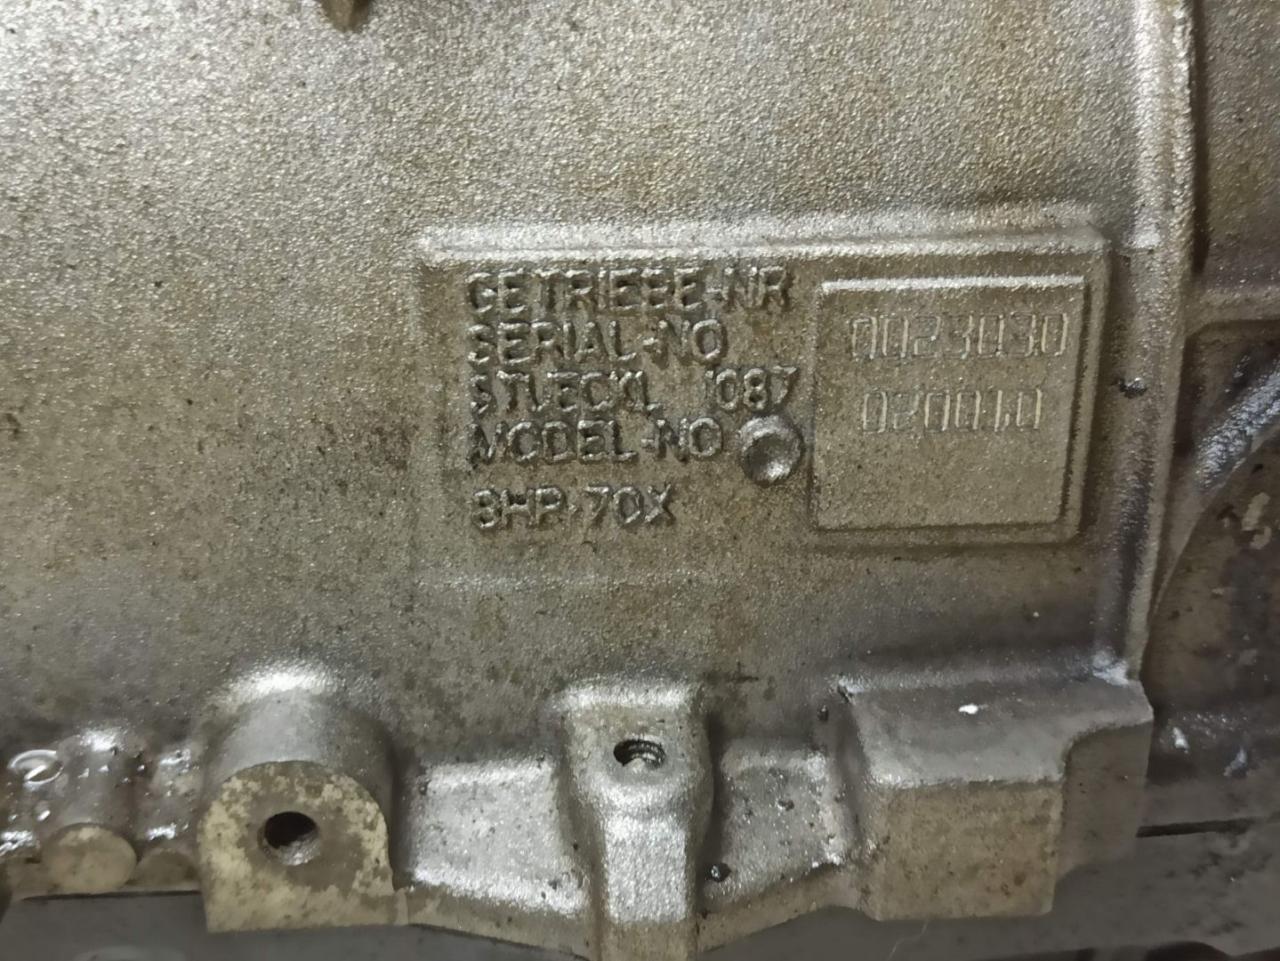 GETRIEBE-NR
SERIAL-NO
0023030
STUECKL 1087
020010
MODEL-NO
8HP-70X